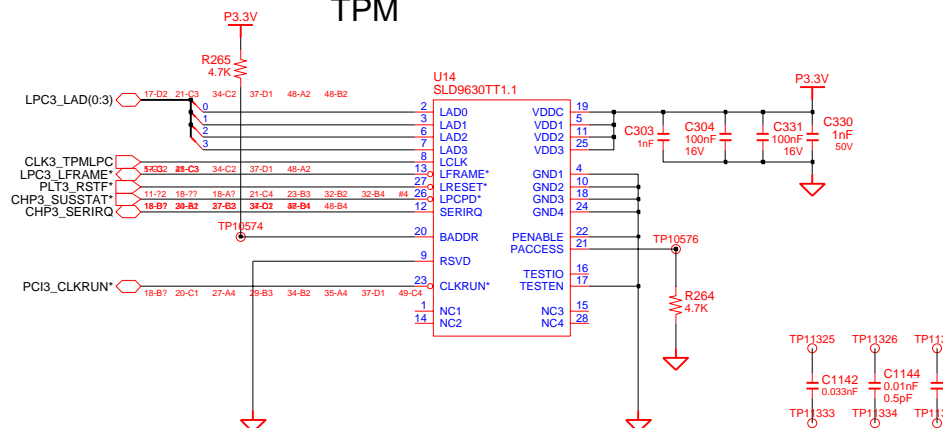 TPM
P3.3V
R265
4.7K
U14
SLD9630TT1.1
P3.3V
LPC3_LAD(0:3)
17-D2 21-C3 34-C2 37-D1 48-A2 48-B2
0
1
2
3
2 LAD0
3 LAD1
6 LAD2
7 LAD3
8 LCLK
13 LFRAME*
27 LRESET*
26 LPCPD*
12 SERIRQ
20 BADDR
9 RSVD
23 CLKRUN*
1 NC1
14 NC2
VDDC 19
VDD1 5
VDD2 11
VDD3 25
GND1 4
GND2 10
GND3 18
GND4 24
PENABLE 22
PACCESS 21
TESTIO 16
TESTEN 17
NC3 15
NC4 28
C303
1nF
C304
100nF
16V
C331
100nF
16V
C330
1nF
50V
CLK3_TPMLPC
LPC3_LFRAME*
34-C2 37-D1 48-A2
PLT3_RSTF*
CHP3_SUSSTAT*
11-?2 18-?? 18-A? 21-C4 23-B3 32-B2 32-B4 #4
CHP3_SERIRQ
48-B4
TP10574
TP10576
PCI3_CLKRUN*
18-B? 20-C1 27-A4 29-B3 34-B2 35-A4 37-D1 49-C4
R264
4.7K
TP11325
TP11326
C1142
0.033nF
C1144
0.01nF
0.5pF
TP11333
TP11334